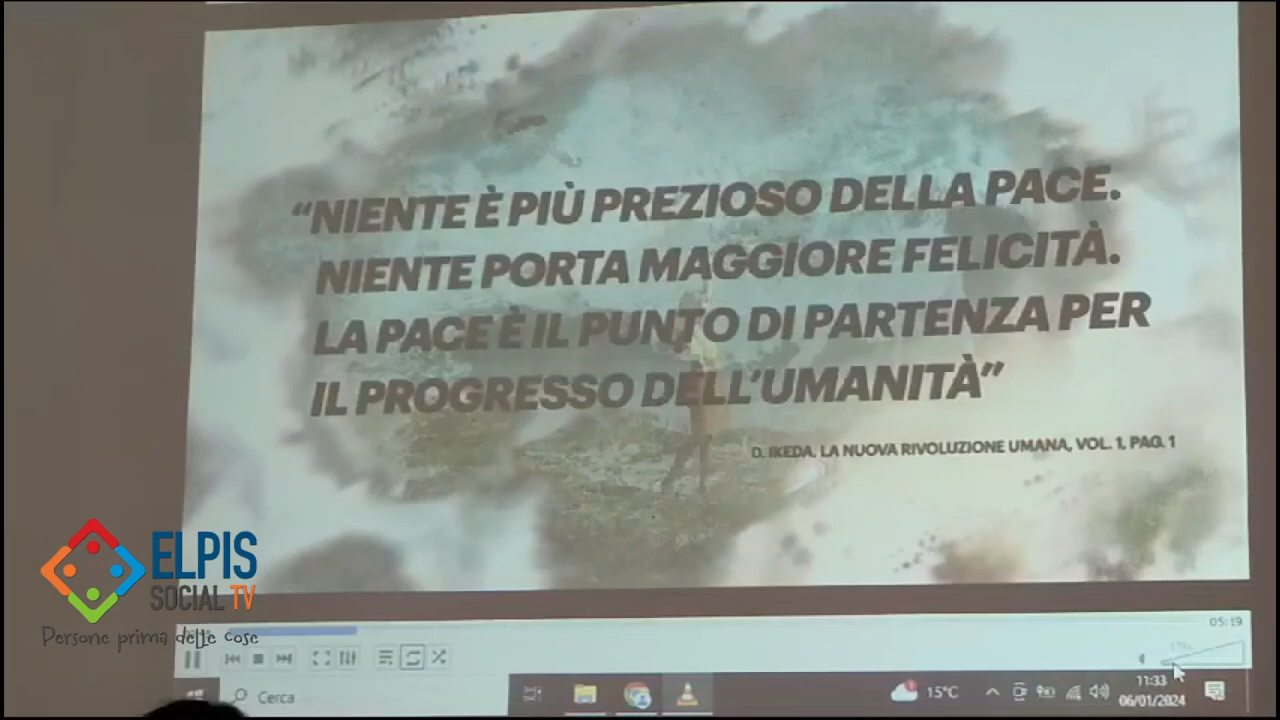 “NIENTE È PIÙ PREZIOSO DELLA PACE.
NIENTE PORTA MAGGIORE FELICITÀ.
LA PACE È IL PUNTO DI PARTENZA PER
IL PROGRESSO DELL’UMANITÀ”
D. IKEDA, LA NUOVA RIVOLUZIONE UMANA, VOL. 1, PAG. 1
ELPIS
SOCIAL TV
Persone prima delle cose
05:19
Cerca
15°C
11:33
06/01/2024